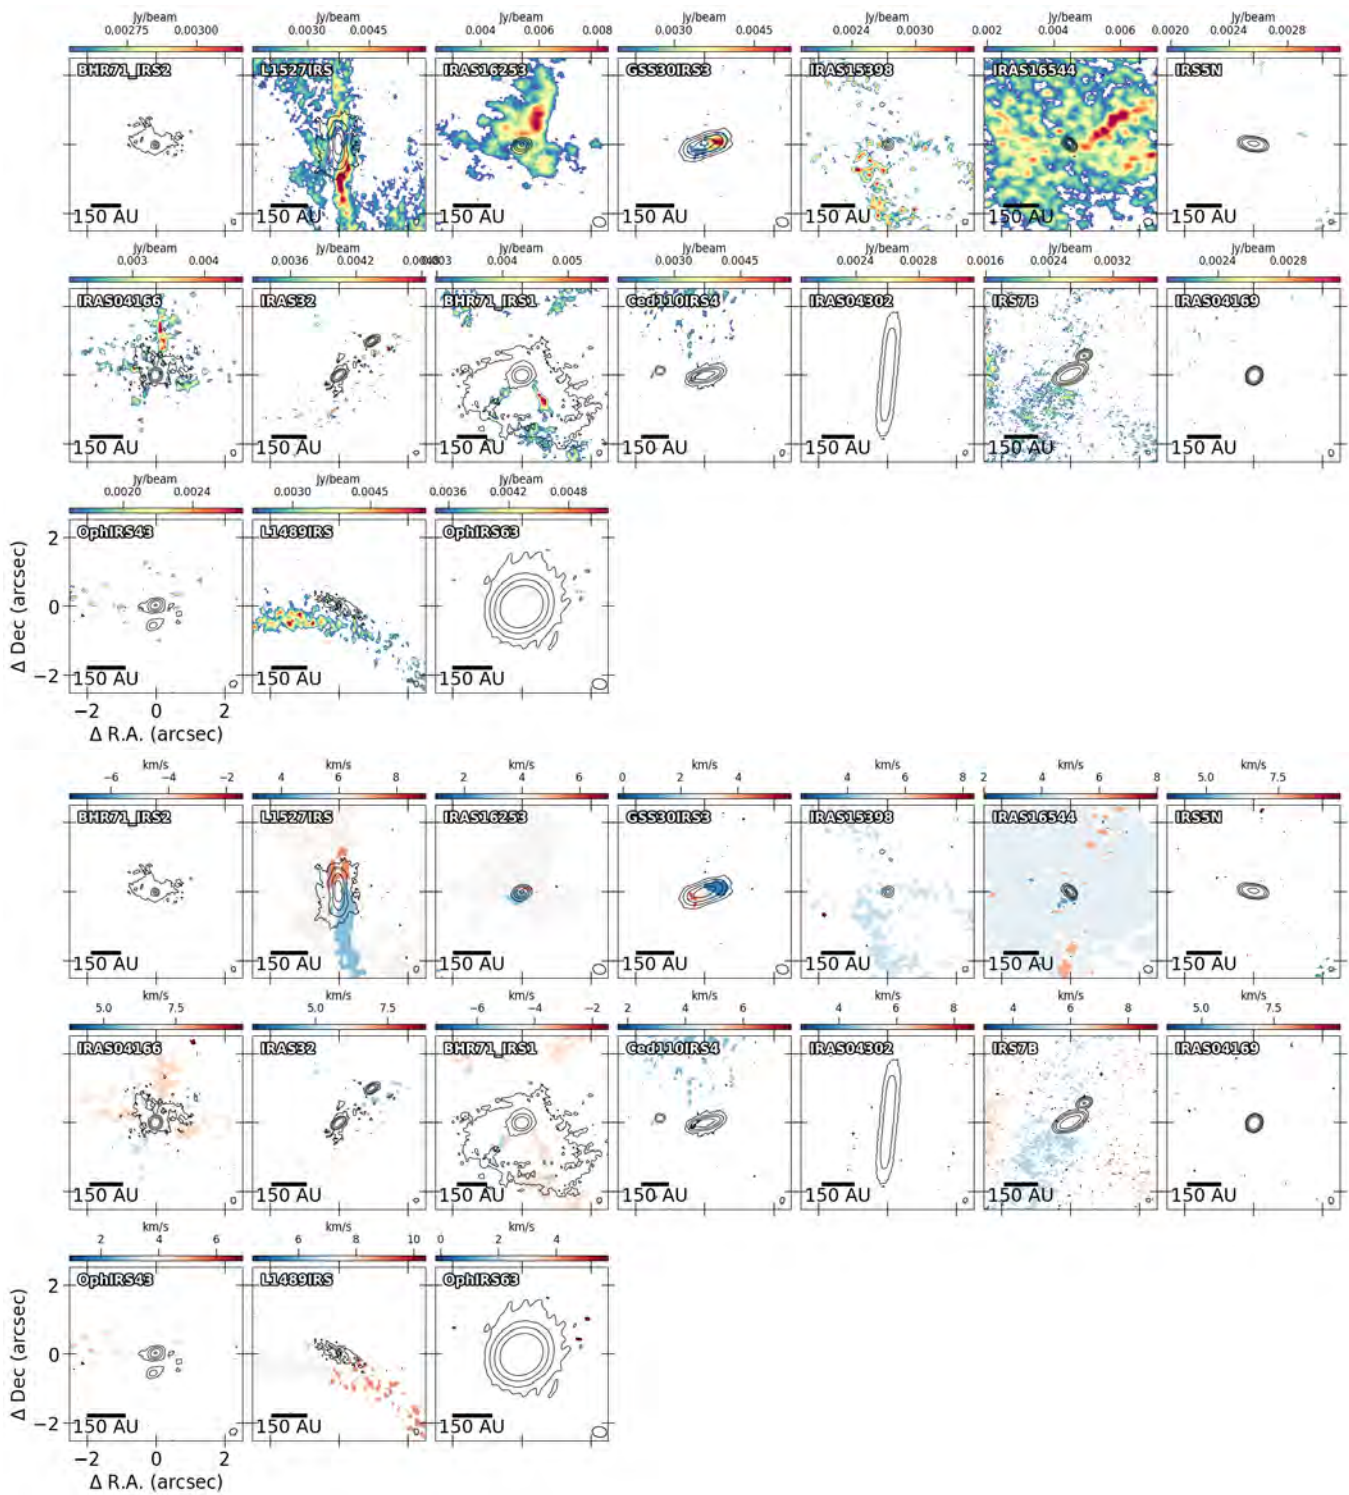 Jy/beam Jy/beam Jy/beam Jy/beam Jy/beam Jy/beam Jy/beam
0.00275 0.00300 0.0030 0.0045 0.004 0.006 0.008 0.0030 0.0045 0.0024 0.0030 0.002 0.004 0.006 0.0020 0.0024 0.0028
BHR71_IRS2 L1527IRS IRAS16253 GSS30IRS3 IRAS15398 IRAS16544 IRS5N
150 AU 150 AU 150 AU 150 AU 150 AU 150 AU 150 AU
Jy/beam Jy/beam Jy/beam Jy/beam Jy/beam Jy/beam Jy/beam
0.003 0.004 0.0036 0.0042 0.004 0.005 0.0030 0.0045 0.0024 0.0028 0.0016 0.0024 0.0032 0.0024 0.0028
IRAS04166 IRAS32 BHR71_IRS1 Ced110IRS4 IRAS04302 IRS7B IRAS04169
150 AU 150 AU 150 AU 150 AU 150 AU 150 AU 150 AU
Jy/beam Jy/beam Jy/beam
0.0020 0.0024 0.0030 0.0045 0.0036 0.0042 0.0048
OphIRS43 L1489IRS OphIRS63
2
0
−2
Δ Dec (arcsec)
150 AU 150 AU 150 AU
−2 0 2
Δ R.A. (arcsec)
km/s km/s km/s km/s km/s km/s km/s
−6 −4 −2 4 6 8 2 4 6 0 2 4 4 6 8 2 4 6 8 5.0 7.5
BHR71_IRS2 L1527IRS IRAS16253 GSS30IRS3 IRAS15398 IRAS16544 IRS5N
150 AU 150 AU 150 AU 150 AU 150 AU 150 AU 150 AU
km/s km/s km/s km/s km/s km/s km/s
5.0 7.5 5.0 7.5 −6 −4 −2 2 4 6 4 6 8 4 6 8 5.0 7.5
IRAS04166 IRAS32 BHR71_IRS1 Ced110IRS4 IRAS04302 IRS7B IRAS04169
150 AU 150 AU 150 AU 150 AU 150 AU 150 AU 150 AU
km/s km/s km/s
2 4 6 6 8 10 0 2 4
OphIRS43 L1489IRS OphIRS63
2
0
−2
Δ Dec (arcsec)
150 AU 150 AU 150 AU
−2 0 2
Δ R.A. (arcsec)